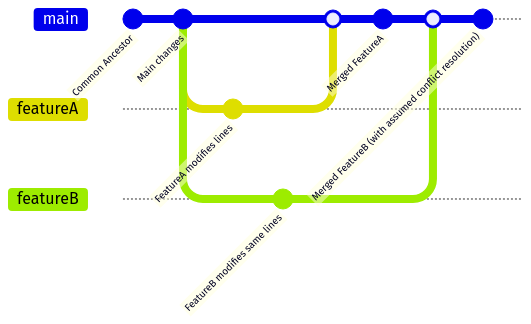 main
Common Ancestor
Main changes
Merged FeatureA
Merged FeatureB (with assumed conflict resolution)
featureA
FeatureA modifies lines
featureB
FeatureB modifies same lines